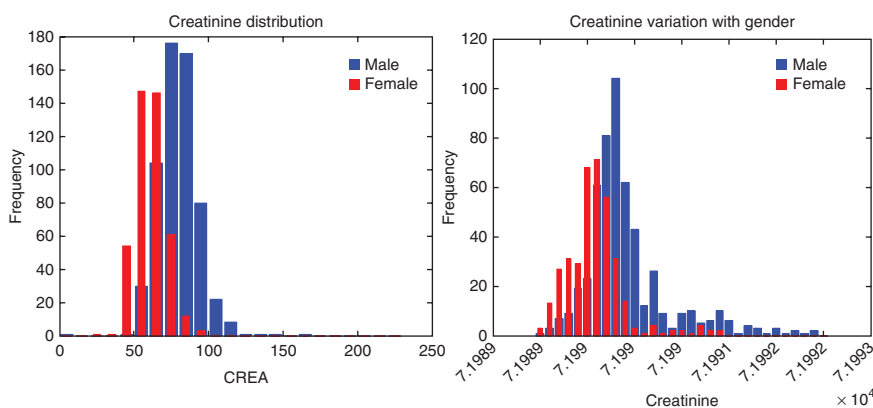 Creatinine distribution
180
160
140
120
100
80
60
40
20
0
Frequency
Male
Female
0 50 100 150 200 250
CREA
Creatinine variation with gender
120
100
80
60
40
20
0
Frequency
Male
Female
7.1989 7.1989 7.199 7.199 7.199 7.1991 7.1992 7.1992 7.1993
× 10⁴
Creatinine